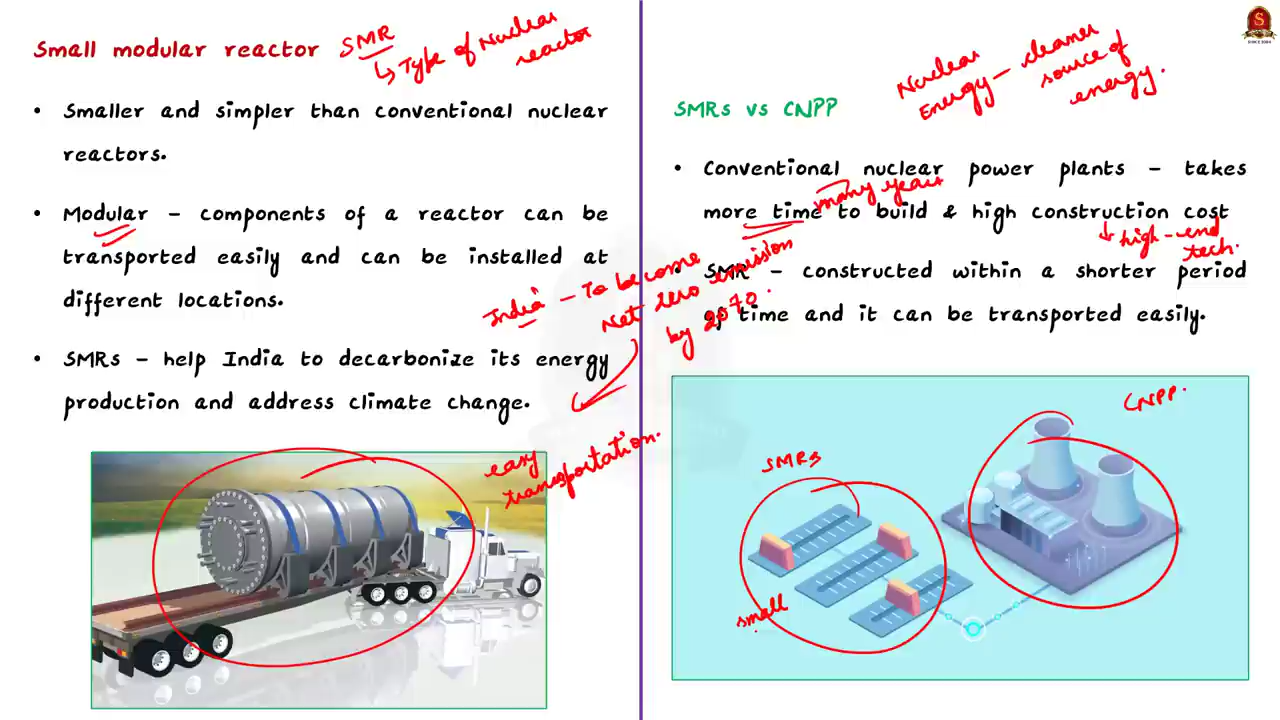 Small modular reactor
SMR
↳ Type of Nuclear
reactor
• Smaller and simpler than conventional nuclear
reactors.
• Modular – components of a reactor can be
transported easily and can be installed at
different locations.
• SMRs – help India to decarbonize its energy
production and address climate change.
India – To become
Net zero emission
by 2070.
easy
transportation.
Nuclear
Energy – cleaner
source of
energy.
SMRs vs CNPP
• Conventional nuclear power plants – takes
many years
more time to build & high construction cost
↓ high-end
tech.
• SMR – constructed within a shorter period
of time and it can be transported easily.
CNPP.
SMRs
small
S
SINCE 2004